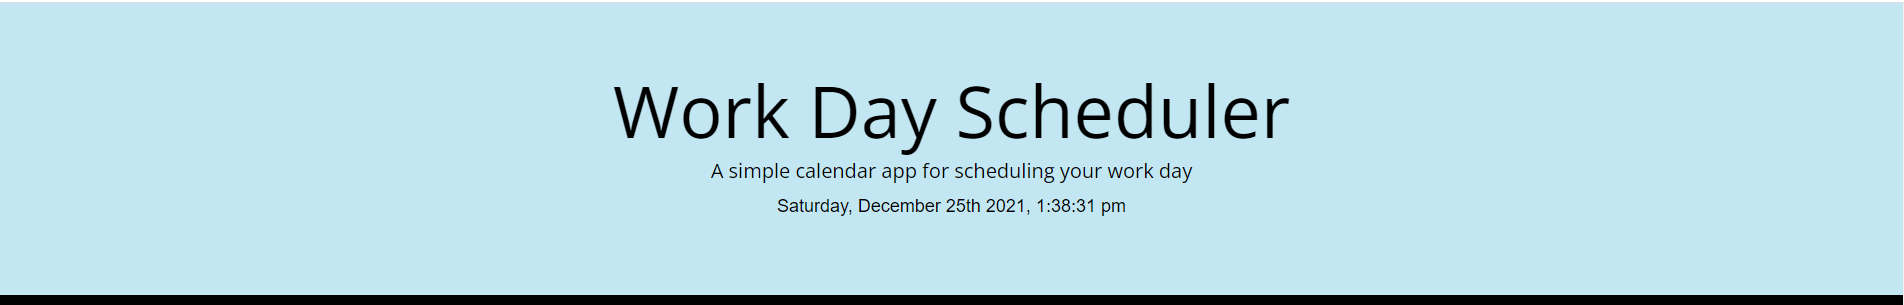 Work Day Scheduler
A simple calendar app for scheduling your work day
Saturday, December 25th 2021, 1:38:31 pm